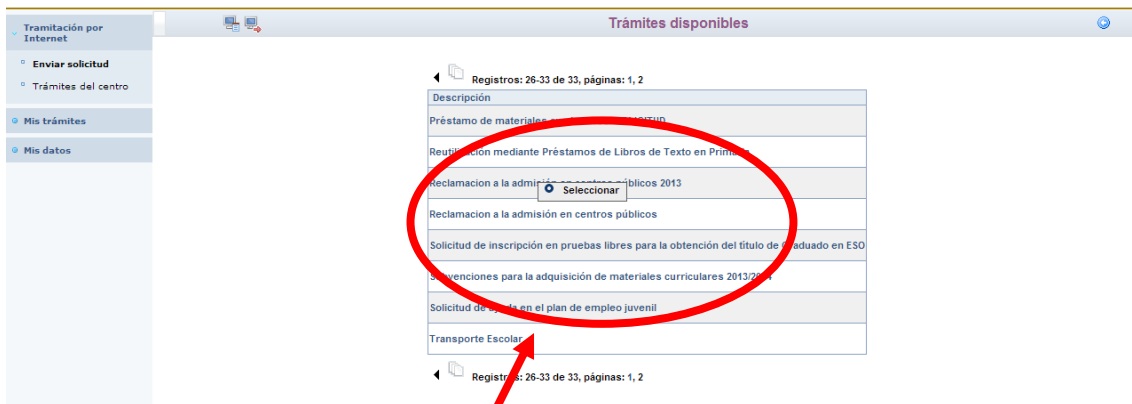 Tramitación por
Internet
Enviar solicitud
Trámites del centro
Mis trámites
Mis datos
Trámites disponibles
Registros: 26-33 de 33, páginas: 1, 2
Descripción
Préstamo de materiales
Reutilización mediante Préstamos de Libros de Texto en Primaria
Reclamacion a la admisión en centros públicos 2013
Seleccionar
Reclamacion a la admisión en centros públicos
Solicitud de inscripción en pruebas libres para la obtención del título de Graduado en ESO
Subvenciones para la adquisición de materiales curriculares 2013/2014
Solicitud de ayuda en el plan de empleo juvenil
Transporte Escolar
Registros: 26-33 de 33, páginas: 1, 2